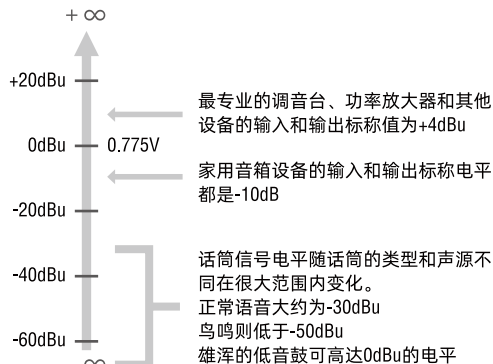 + ∞
+20dBu
最专业的调音台、功率放大器和其他
设备的输入和输出标称值为+4dBu
0dBu
0.775V
家用音箱设备的输入和输出标称电平
都是-10dB
-20dBu
话筒信号电平随话筒的类型和声源不
同在很大范围内变化。
-40dBu
正常语音大约为-30dBu
鸟鸣则低于-50dBu
-60dBu
雄浑的低音鼓可高达0dBu的电平
-∞